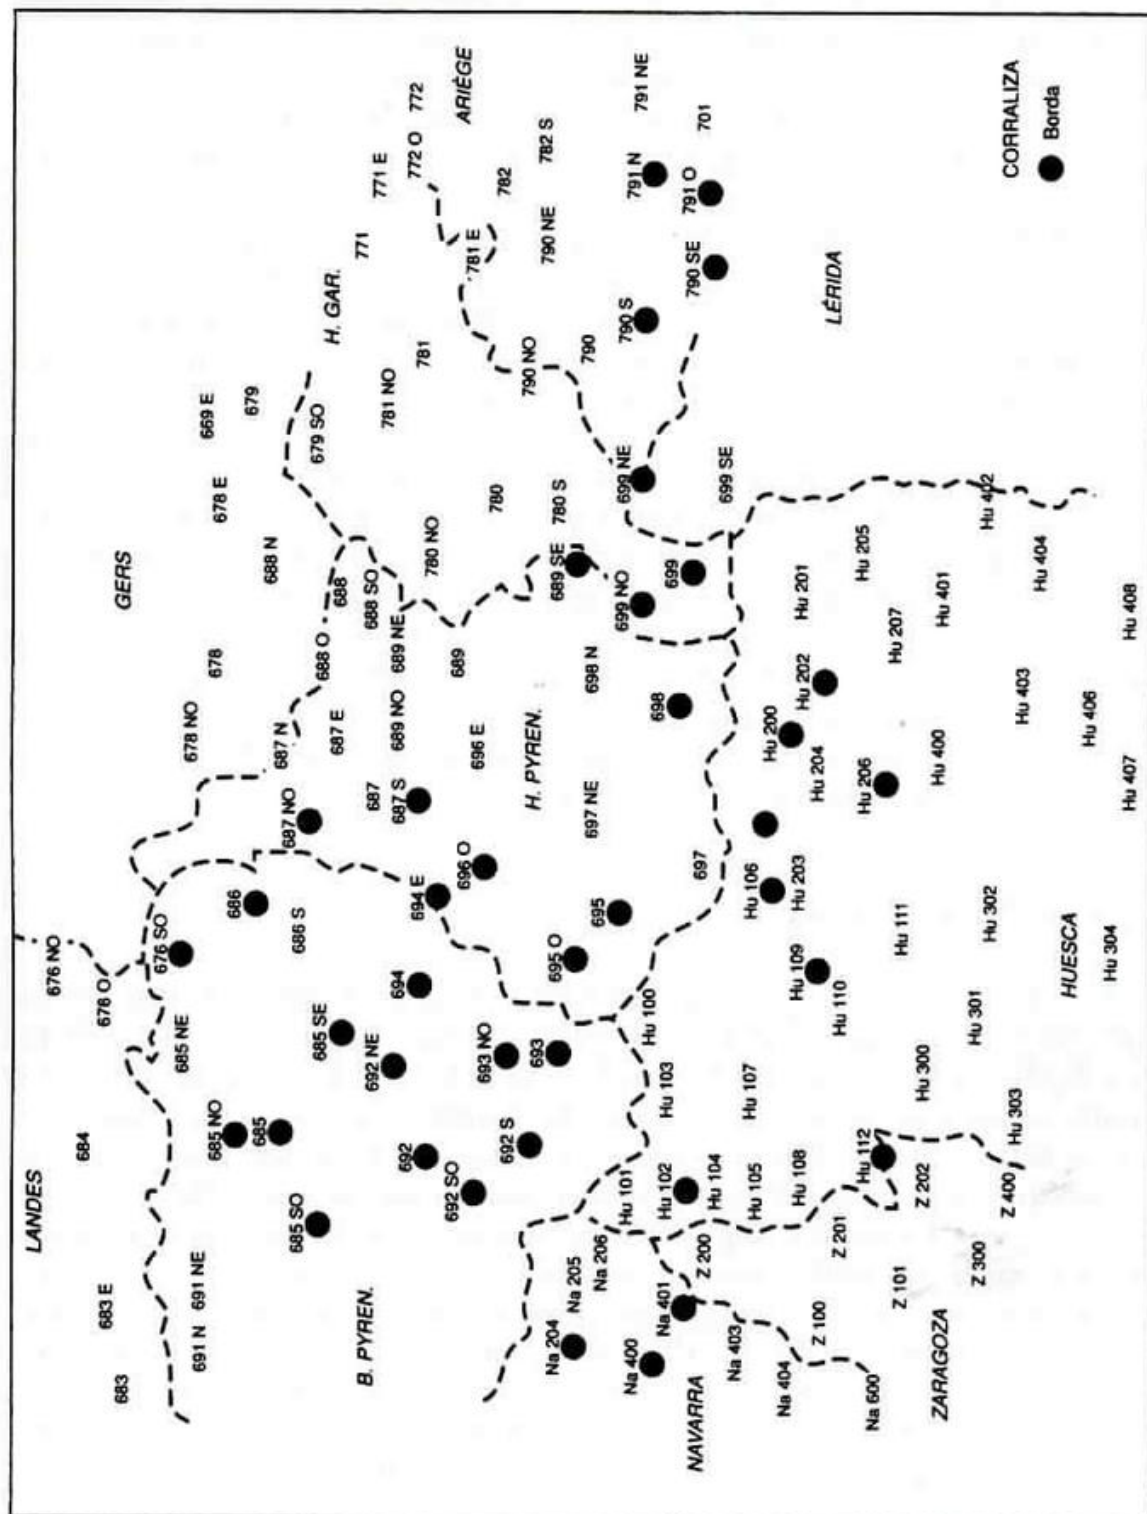 LANDES
676 NO
684
683 E
678 O
683
GERS
676 SO
685 NE
678 NO
691 N
691 NE
685 NO
686
678
678 E
669 E
685
679
688 N
685 SO
686 S
687 NO
687 N
685 SE
688 O
679 SO
H. GAR.
687 E
688
B. PYREN.
692 NE
687
688 SO
771
771 E
692
694
687 S
689 NO
689 NE
781 NO
694 E
780 NO
781
772 O
772
692 SO
696 O
689
ARIÈGE
692 S
693 NO
696 E
780
781 E
782
693
H. PYREN.
790 NO
782 S
790 NE
Na 204
Na 205
695 O
689 SE
780 S
790
Na 206
695
697 NE
698 N
Na 400
Hu 101
699 NO
699 NE
790 S
791 N
791 NE
Na 401
Hu 102
Hu 100
698
699
Hu 103
NAVARRA
Z 200
697
790 SE
791 O
701
Hu 104
699 SE
Na 403
Hu 105
Hu 107
Hu 106
Hu 200
Na 404
Hu 108
Hu 109
Hu 203
Hu 202
Hu 201
Z 100
Hu 204
LÉRIDA
Z 201
Hu 110
Na 600
Hu 112
Hu 206
Hu 205
Z 101
Hu 111
Hu 207
Z 202
Hu 300
ZARAGOZA
Hu 400
Hu 401
Z 300
Hu 301
Hu 302
Hu 402
Z 400
Hu 303
Hu 403
CORRALIZA
Hu 404
Borda
HUESCA
Hu 406
Hu 304
Hu 407
Hu 408